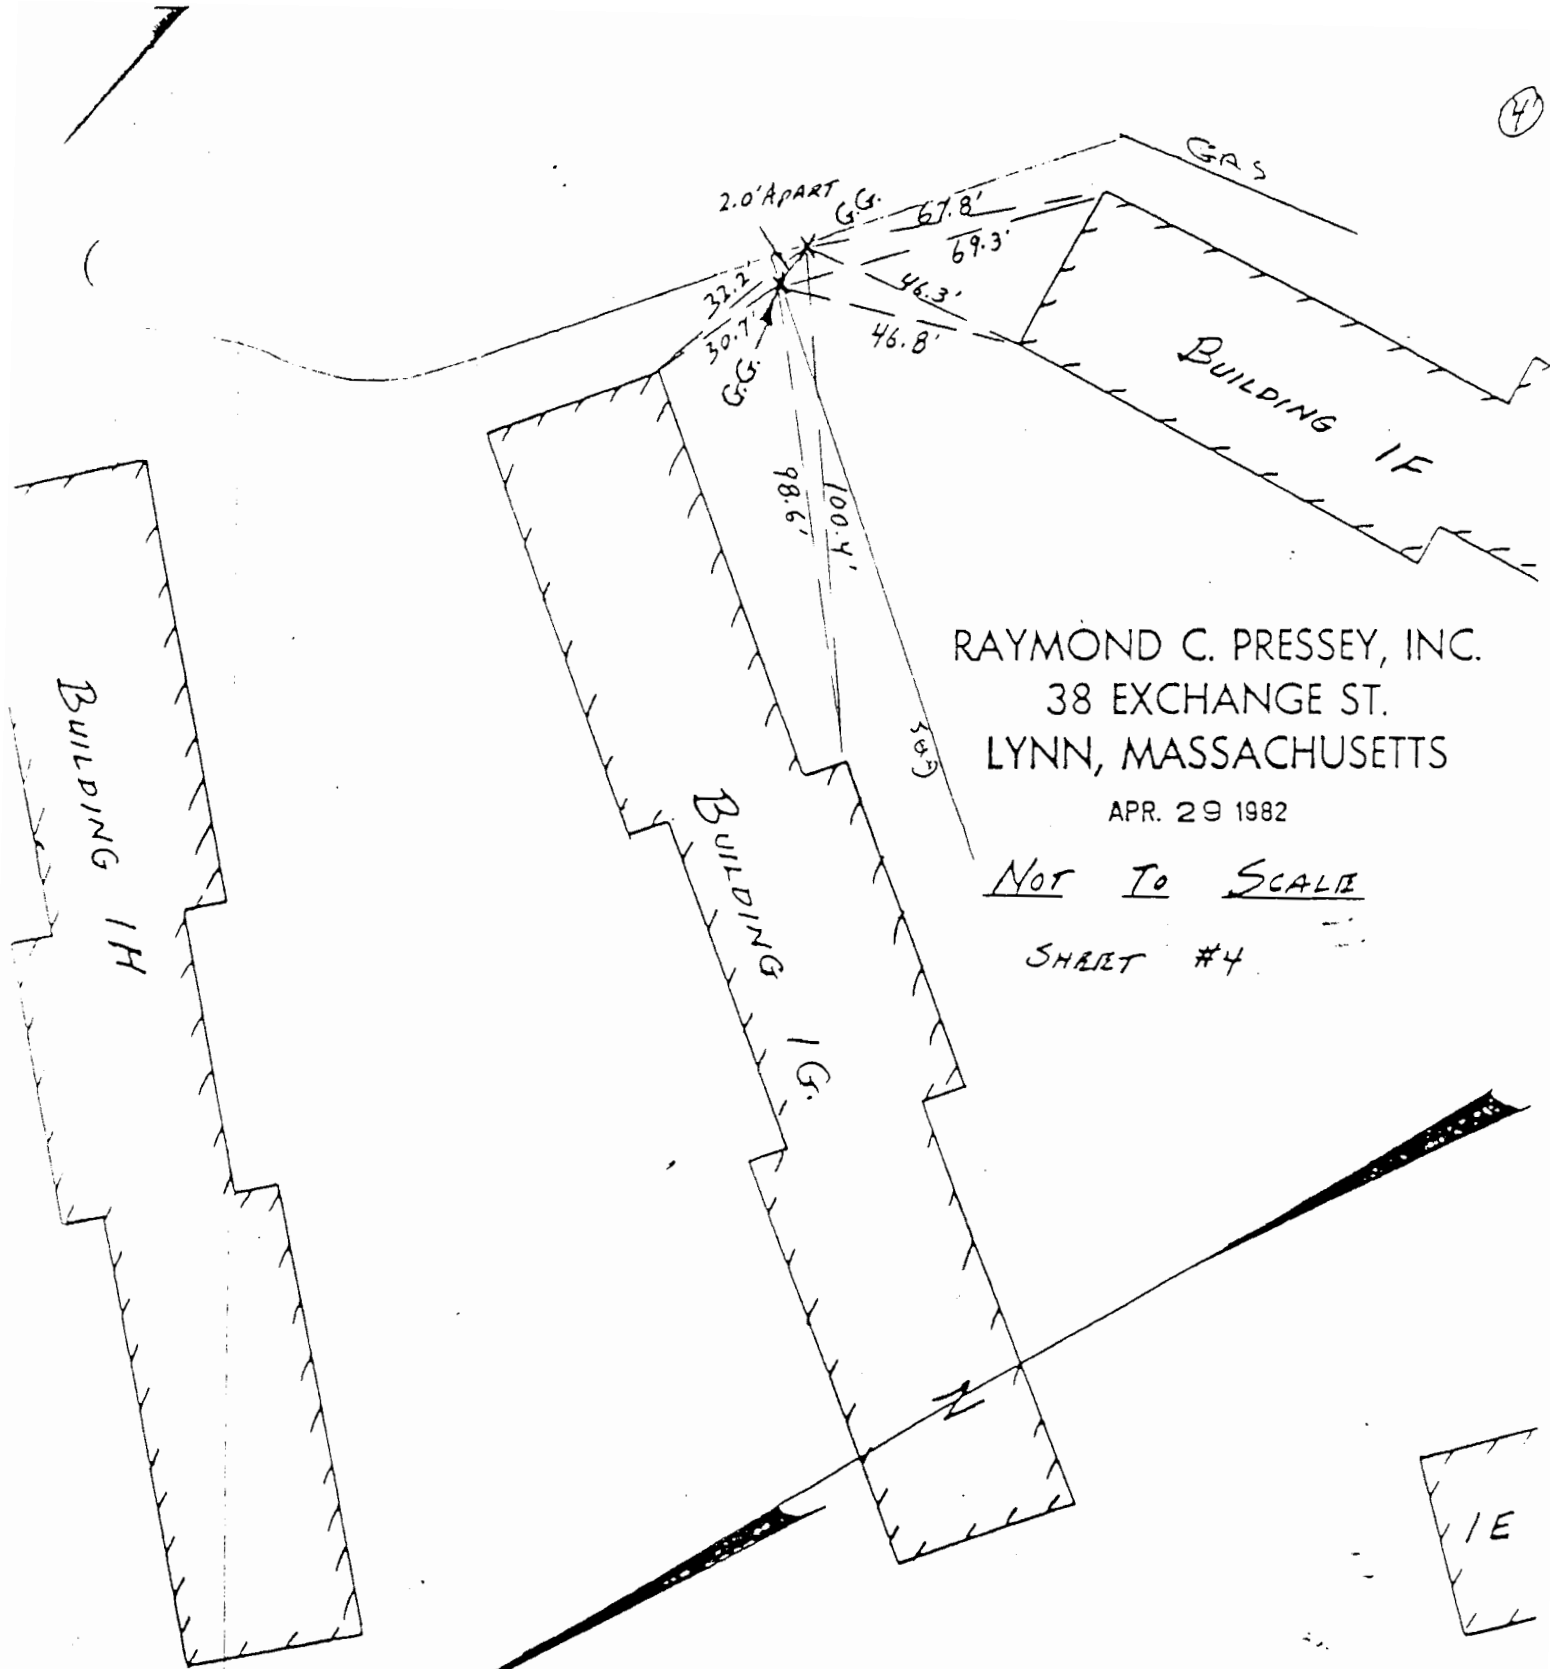 4
GAS
2.0' APART
G.G.
67.8'
69.3'
32.2'
30.7'
46.3'
46.8'
G.G.
BUILDING 1F
98.6'
100.4'
GAS
RAYMOND C. PRESSEY, INC.
38 EXCHANGE ST.
LYNN, MASSACHUSETTS
APR. 29 1982
NOT TO SCALE
SHEET #4
BUILDING 1H
BUILDING 1G.
N
1E